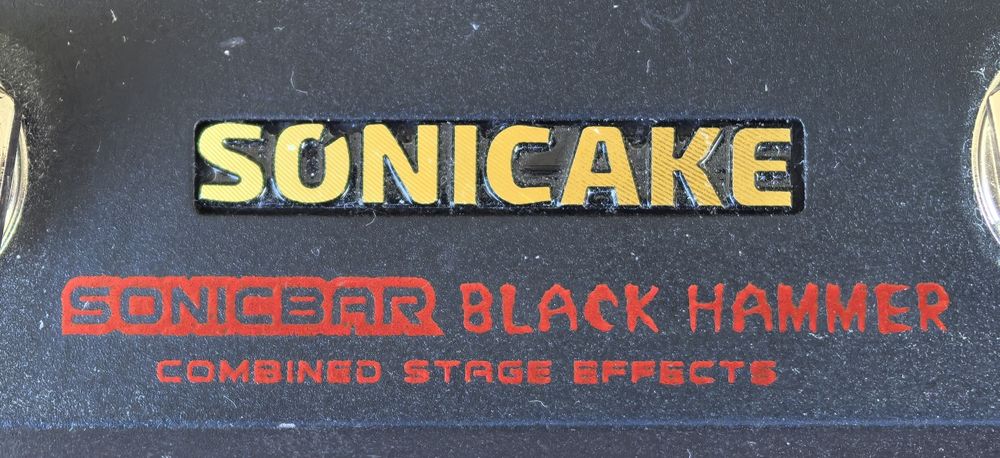 SONICAKE
SONICBAR BLACK HAMMER
COMBINED STAGE EFFECTS